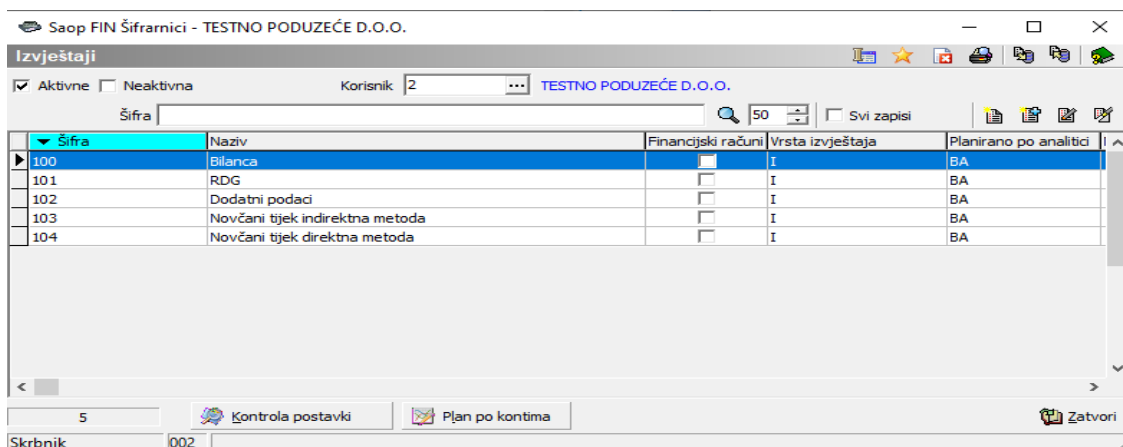 Saop FIN Šifrarnici - TESTNO PODUZEĆE D.O.O.
Izvještaji
Aktivne Neaktivna Korisnik 2 ... TESTNO PODUZEĆE D.O.O.
Šifra 50 Svi zapisi
Šifra Naziv Financijski računi Vrsta izvještaja Planirano po analitici
100 Bilanca I BA
101 RDG I BA
102 Dodatni podaci I BA
103 Novčani tijek indirektna metoda I BA
104 Novčani tijek direktna metoda I BA
5 Kontrola postavki Plan po kontima Zatvori
Skrbnik 002